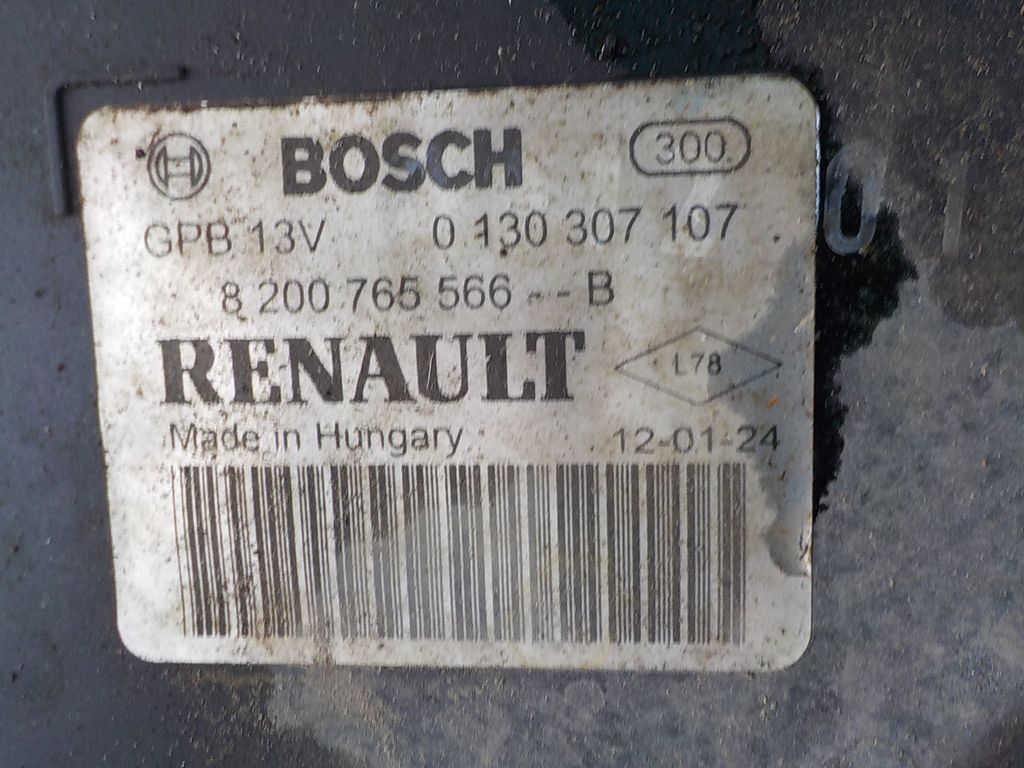 BOSCH 300
GPB 13V 0 130 307 107
8 200 765 566 -- B
RENAULT L78
Made in Hungary 12-01-24